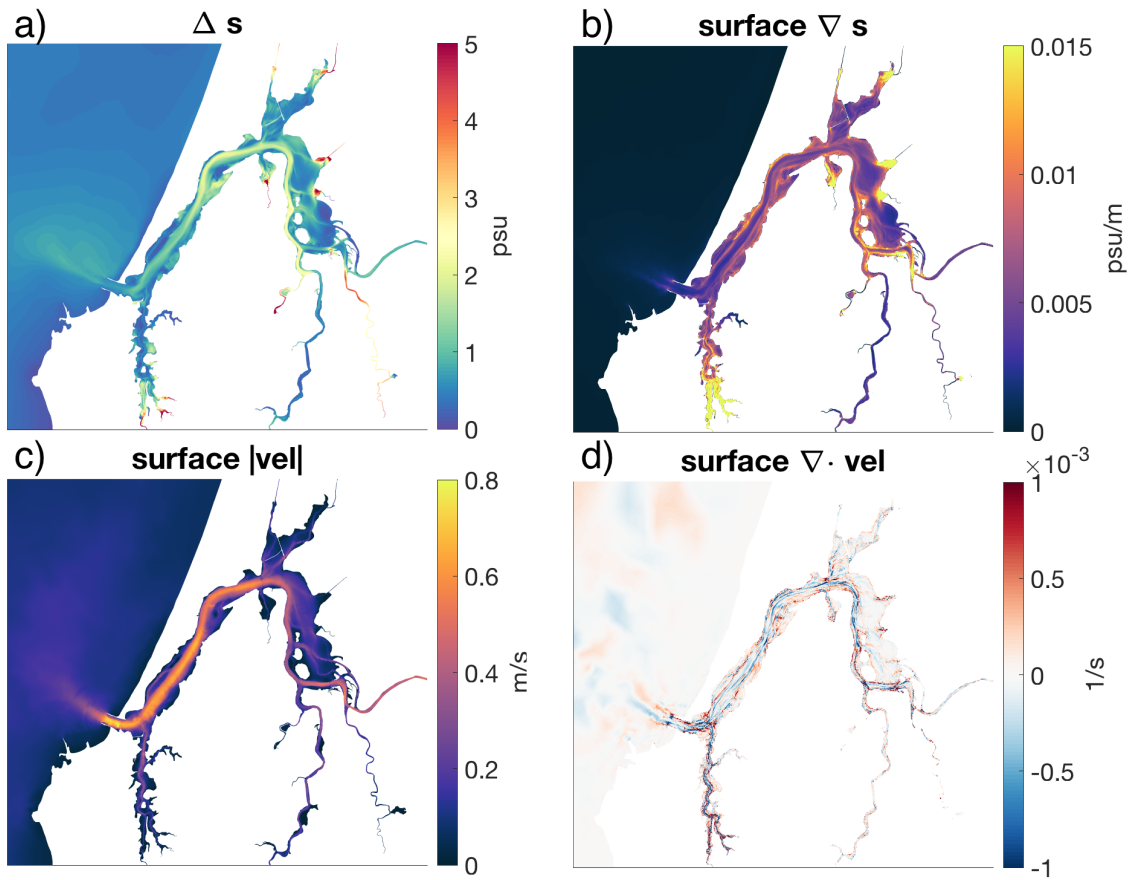 a) Δ s
5
4
3
2
1
0
psu
b) surface ∇ s
0.015
0.01
0.005
0
psu/m
c) surface |vel|
0.8
0.6
0.4
0.2
0
m/s
d) surface ∇· vel
×10⁻³
1
0.5
0
-0.5
-1
1/s